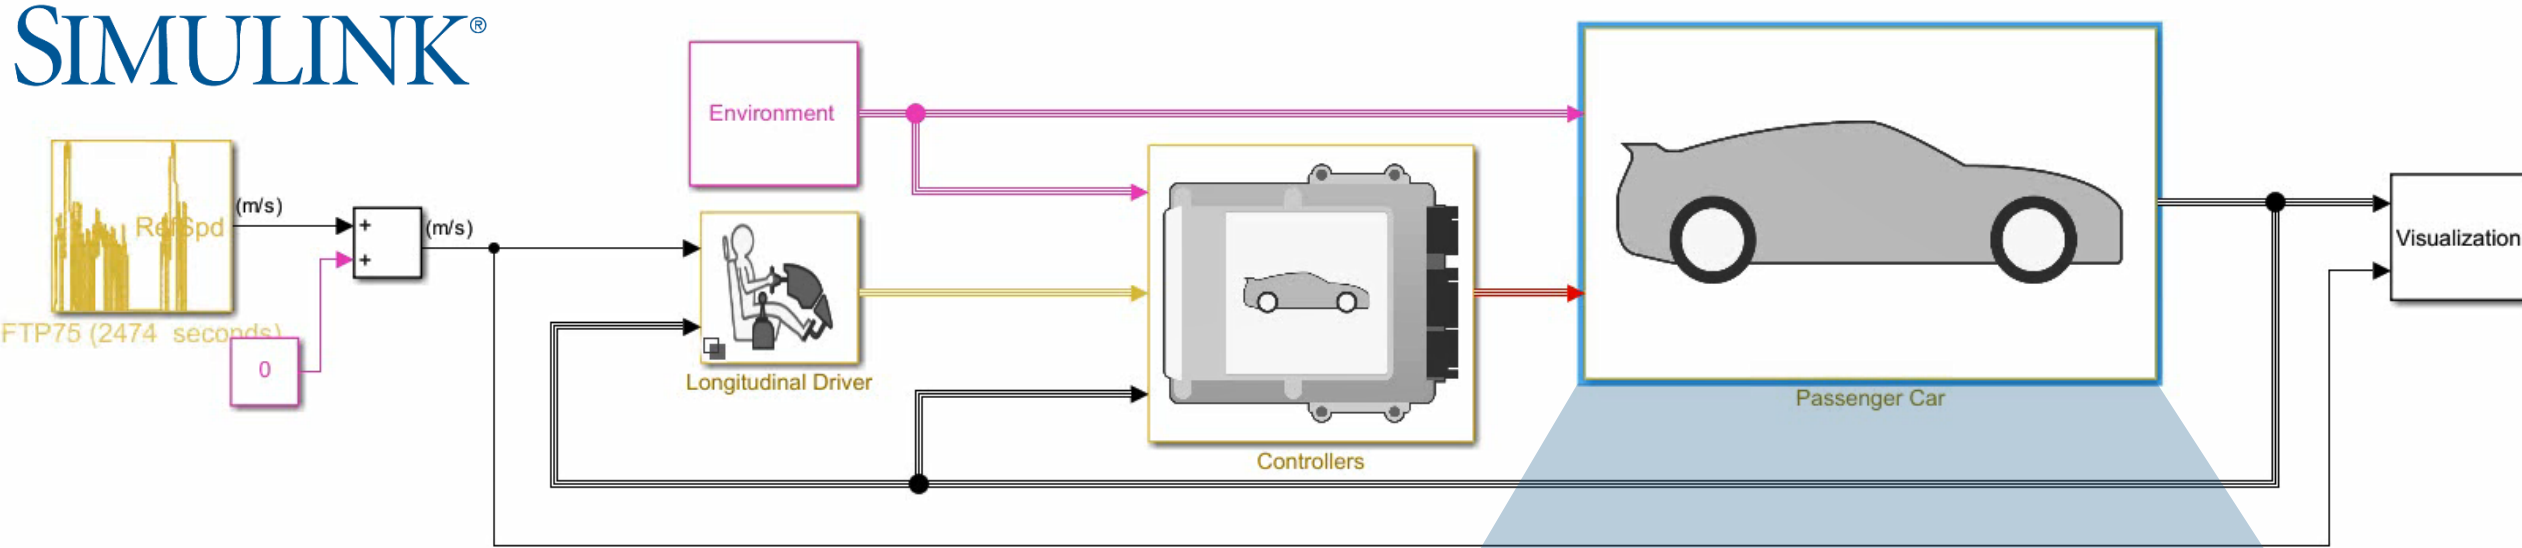 SIMULINK®
Environment
RefSpd
(m/s)
+
+
(m/s)
FTP75 (2474 seconds)
0
Longitudinal Driver
Controllers
Passenger Car
Visualization